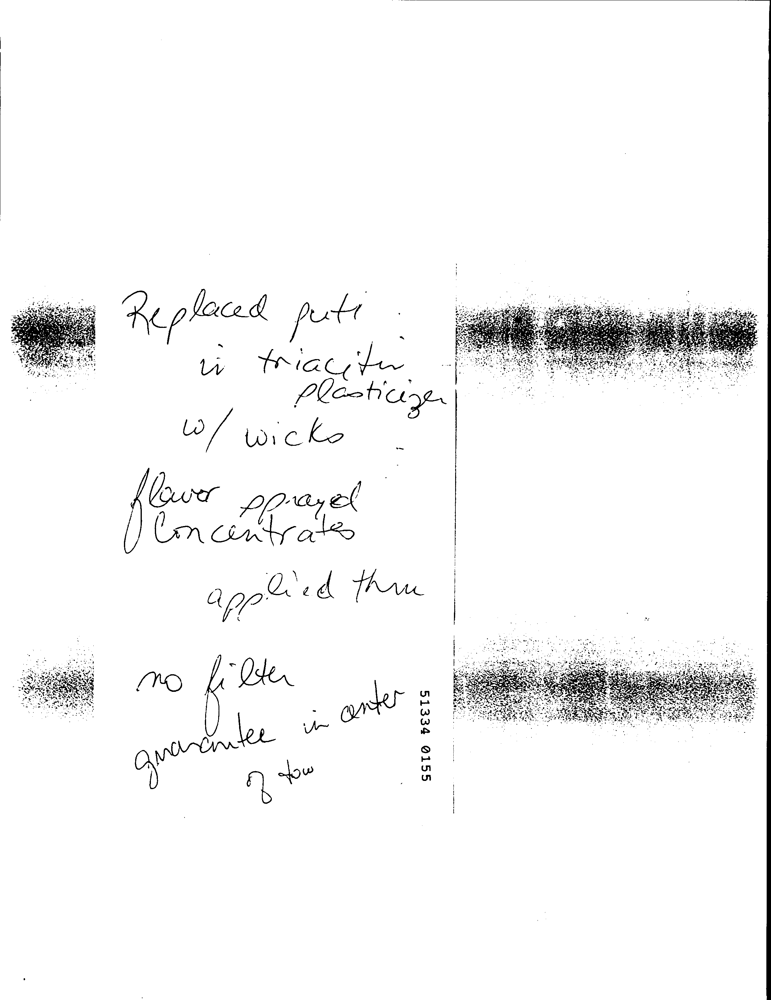 Replaced
in triacitin
plasticizer
w/ wicks
flavor sprayed
Concentrates
applied thru
no filter
guarantee in center
of tow
51334 0155